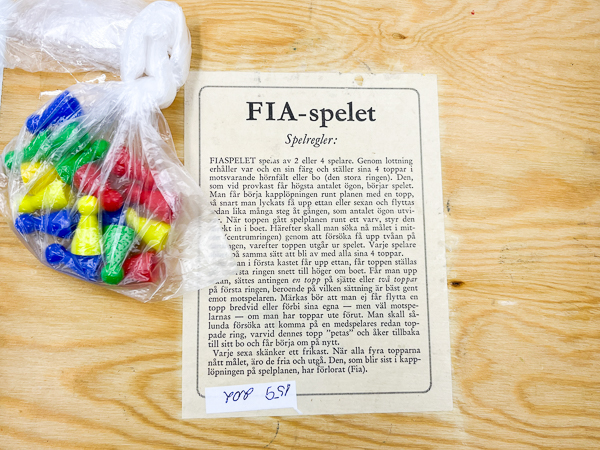 FIA-spelet
Spelregler:
FIASPELET spelas av 2 eller 4 spelare. Genom lottning
erhåller var och en sin färg och ställer sina 4 toppar i
motsvarande hörnfält eller bo (den stora ringen). Den,
som vid provkast får högsta antalet ögon, börjar spelet.
Man får börja kapplöpningen runt planen med en topp,
så snart man lyckats få upp ettan eller sexan och flyttas
sedan lika många steg åt gången, som antalet ögon utvi-
När toppen gått spelplanen runt ett varv, styr den
i boet. Härefter skall man söka nå målet i mit-
(centrumringen) genom att försöka få upp tvåan på
varefter toppen utgår ur spelet. Varje spelare
på samma sätt att bli av med alla sina 4 toppar.
an i första kastet får upp ettan, får toppen ställas
första ringen snett till höger om boet. Får man upp
sättes antingen en topp på sjätte eller två toppar
på första ringen, beroende på vilken sättning är bäst gent
emot motspelaren. Märkas bör att man ej får flytta en
topp bredvid eller förbi sina egna — men väl motspe-
larnas — om man har toppar ute förut. Man skall så-
lunda försöka att komma på en medspelares redan top-
pade ring, varvid dennes topp "petas" och åker tillbaka
till sitt bo och får börja om på nytt.
Varje sexa skänker ett frikast. När alla fyra topparna
nått målet, äro de fria och utgå. Den, som blir sist i kapp-
löpningen på spelplanen, har förlorat (Fia).